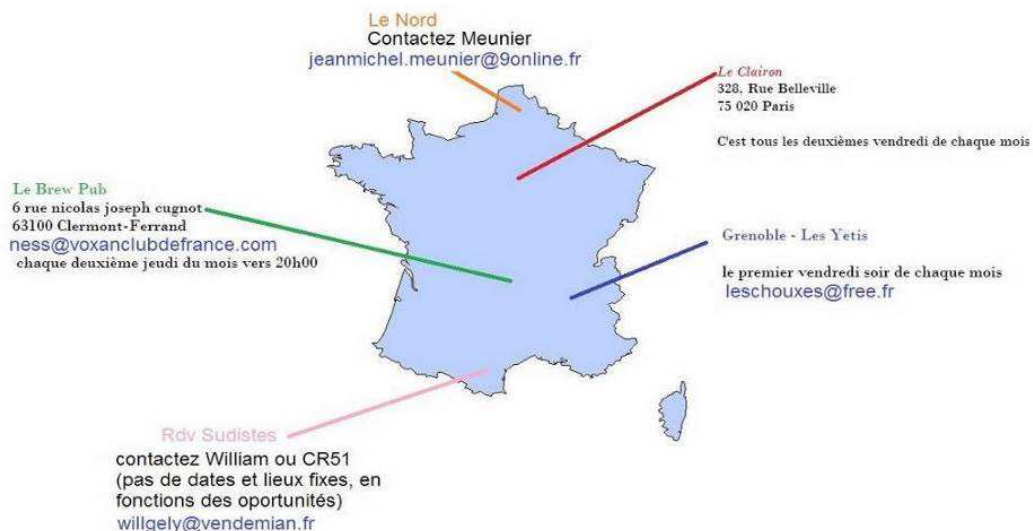 Le Nord
Contactez Meunier
jeanmichel.meunier@9online.fr
Le Clairon
328, Rue Belleville
75 020 Paris
C'est tous les deuxièmes vendredi de chaque mois
Le Brew Pub
6 rue nicolas joseph cugnot
63100 Clermont-Ferrand
ness@voxanclubdefrance.com
chaque deuxième jeudi du mois vers 20h00
Grenoble - Les Yetis
le premier vendredi soir de chaque mois
leschouxes@free.fr
Rdv Sudistes
contactez William ou CR51
(pas de dates et lieux fixes, en
fonctions des oportunités)
willgely@vendemian.fr